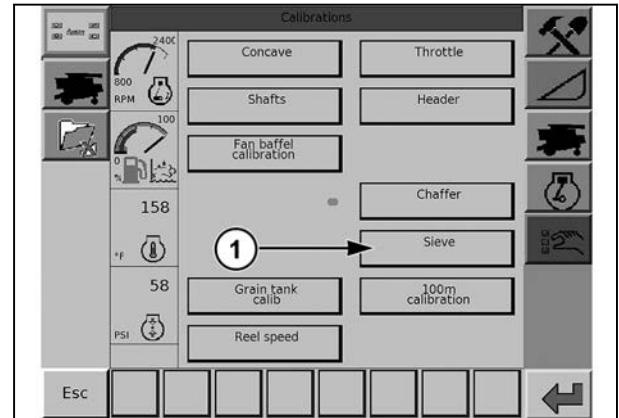 Calibrations
2400
800
RPM
Concave
Throttle
Shafts
Header
100
0
%
Fan baffel
calibration
158
°F
Chaffer
1
Sieve
58
PSI
Grain tank
calib
100m
calibration
Reel speed
Esc